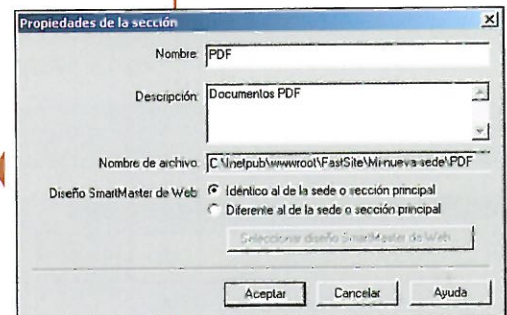 Propiedades de la sección
Nombre: PDF
Descripción: Documentos PDF
Nombre de archivo: C:\Inetpub\wwwroot\FastSite\Mi nueva sede\PDF
Diseño SmartMaster de Web: Idéntico al de la sede o sección principal
Diferente al de la sede o sección principal
Seleccionar diseño SmartMaster de Web...
Aceptar Cancelar Ayuda